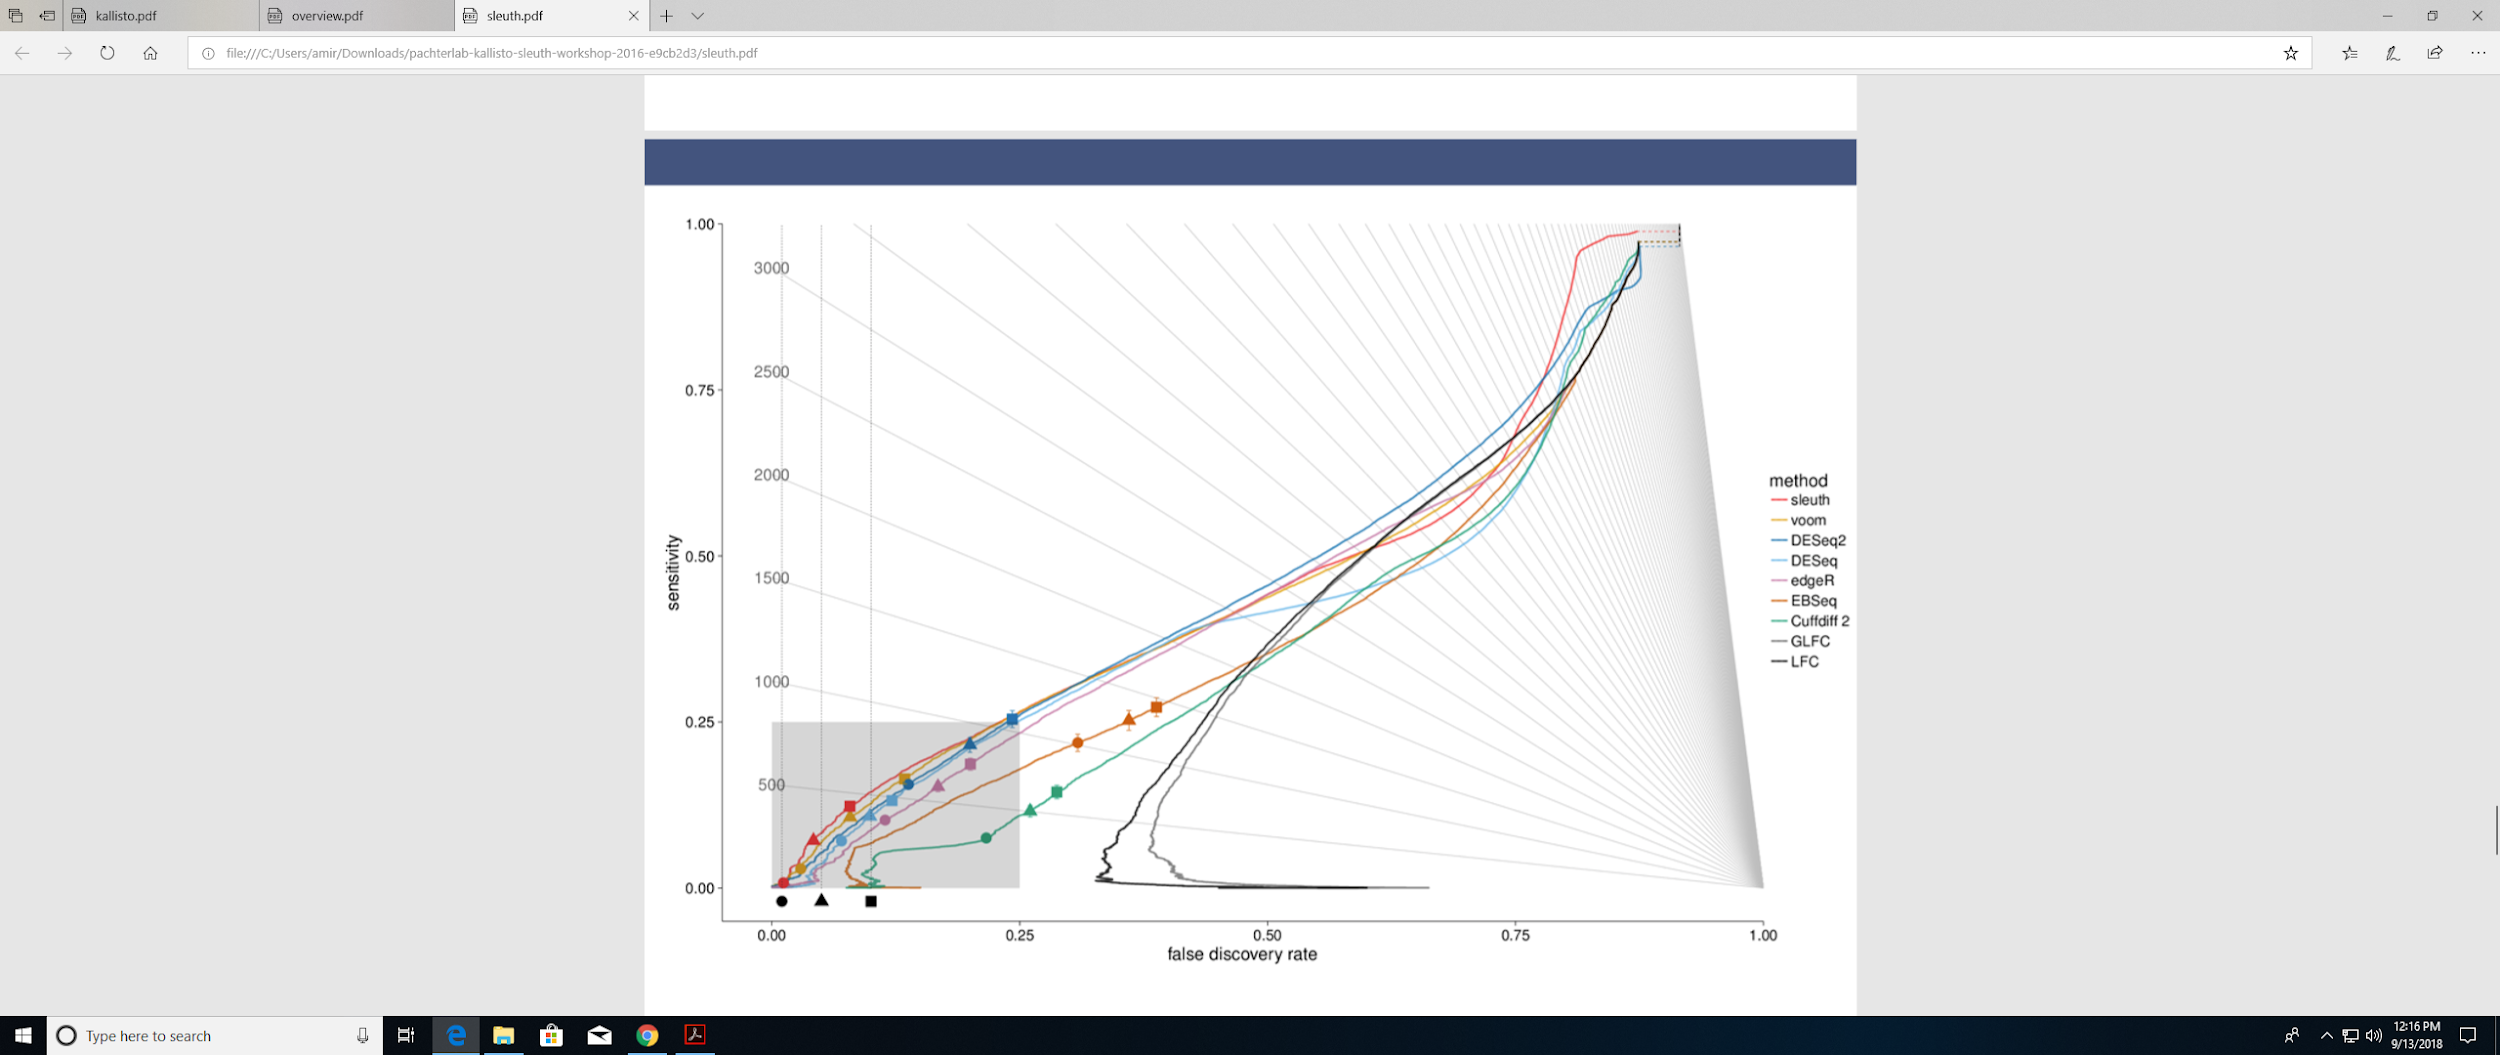 kallisto.pdf
overview.pdf
sleuth.pdf
file:///C:/Users/amir/Downloads/pachterlab-kallisto-sleuth-workshop-2016-e9cb2d3/sleuth.pdf
1.00
3000
2500
0.75
2000
method
sleuth
voom
DESeq2
sensitivity
0.50
DESeq
1500
edgeR
EBSeq
Cuffdiff 2
GLFC
LFC
1000
0.25
500
0.00
0.00
0.25
0.50
0.75
1.00
false discovery rate
Type here to search
12:16 PM
9/13/2018